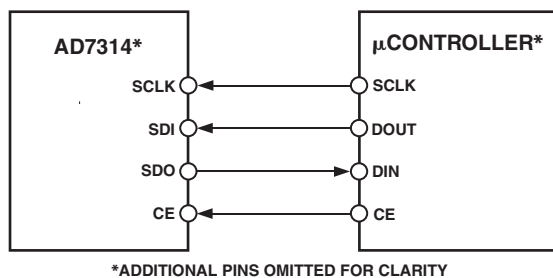 AD7314*
μCONTROLLER*
SCLK
SCLK
SDI
DOUT
SDO
DIN
CE
CE
*ADDITIONAL PINS OMITTED FOR CLARITY